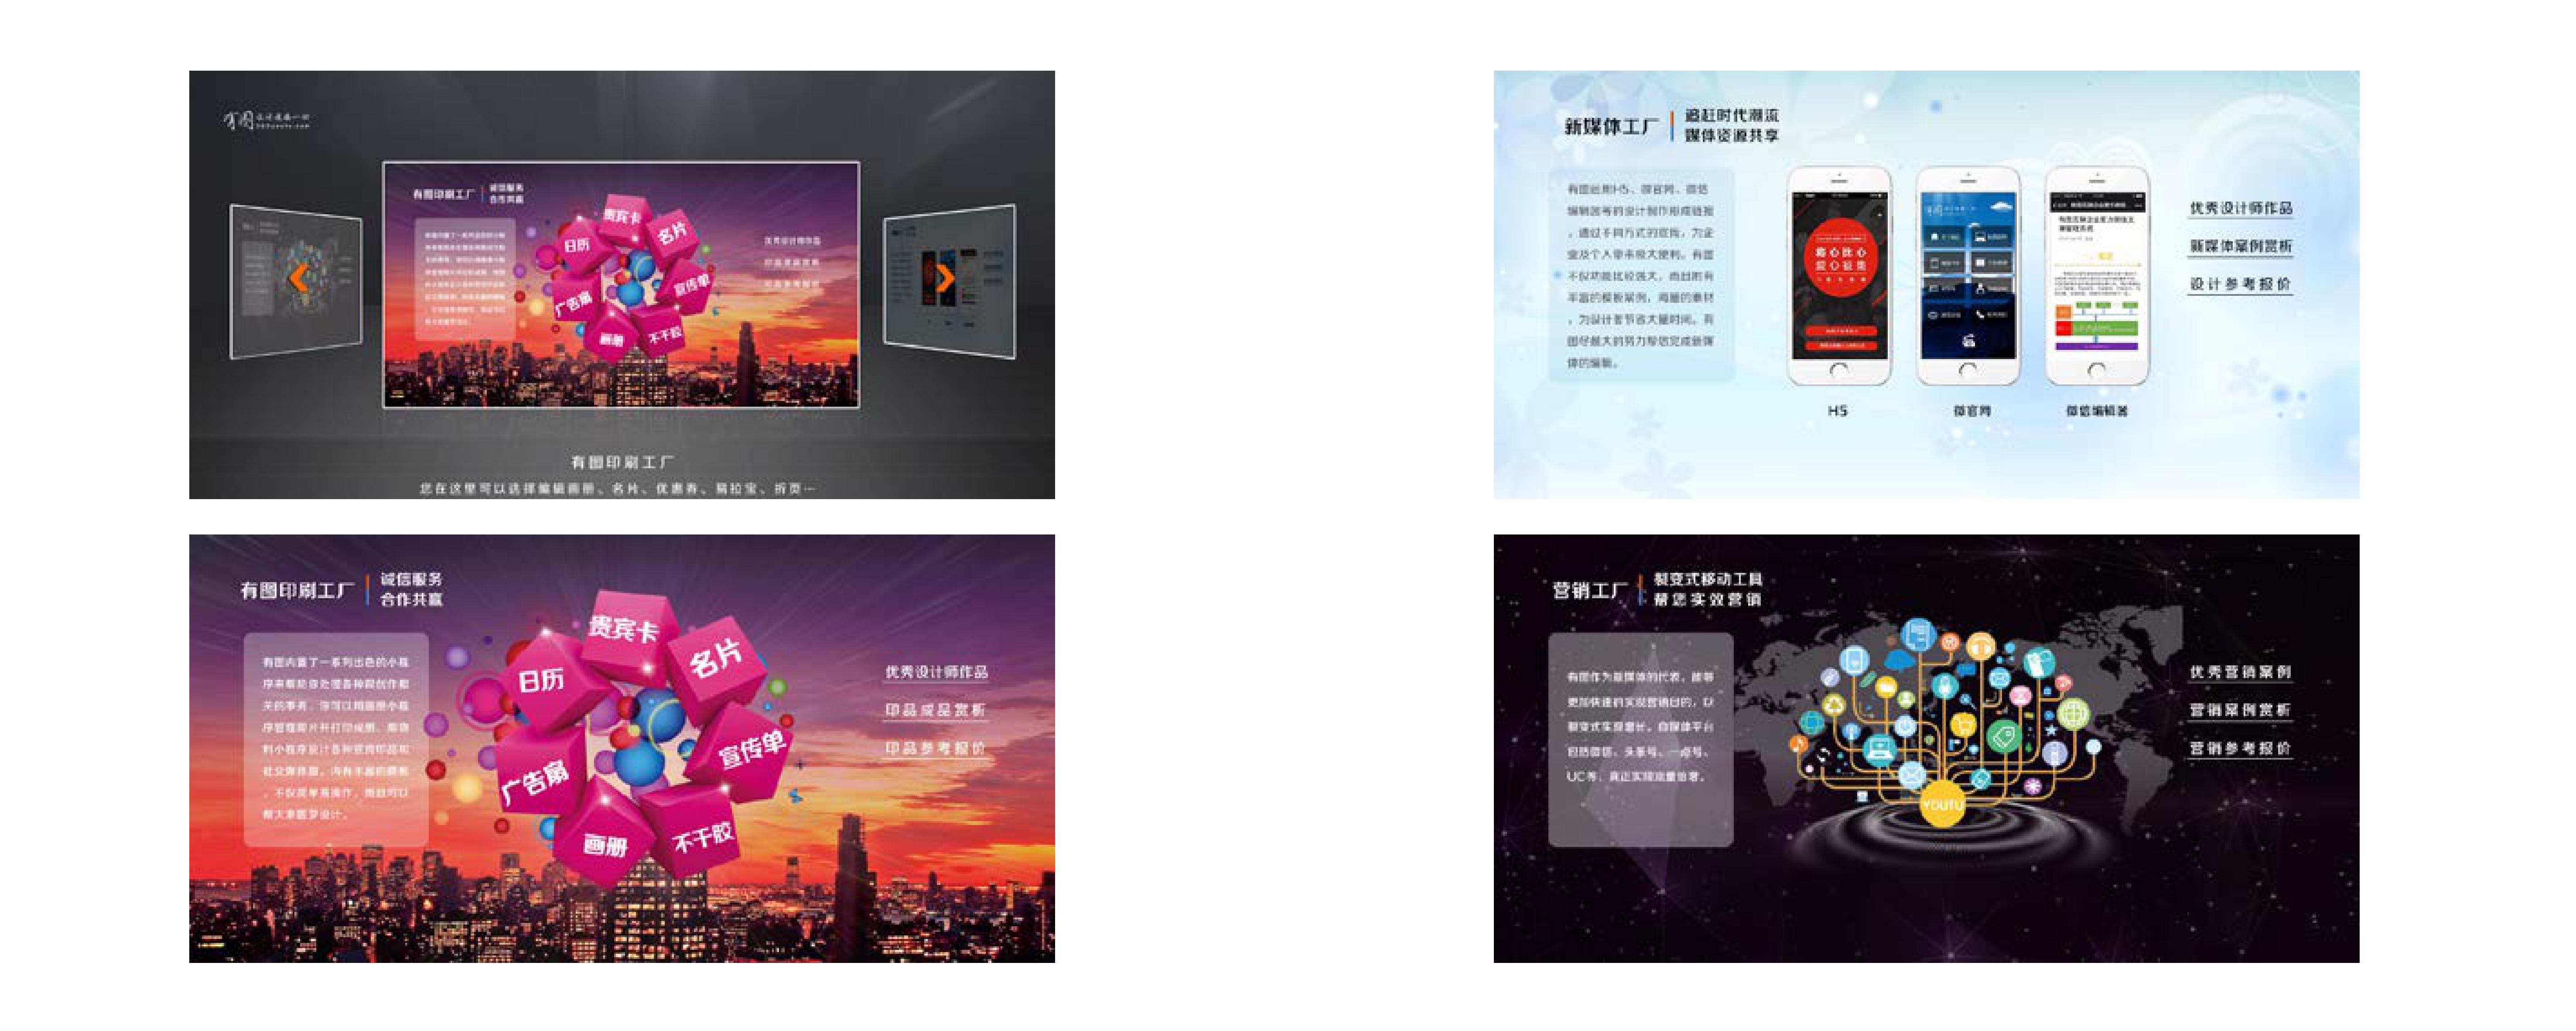 有图
有图印刷工厂
诚信服务
合作共赢
贵宾卡
日历
名片
宣传单
广告扇
画册
不干胶
优秀设计师作品
印品成品赏析
印品参考报价
有图印刷工厂
您在这里可以选择编辑画册、名片、优惠券、易拉宝、折页…
新媒体工厂
追赶时代潮流
媒体资源共享
有图运用H5、微官网、微信
编辑器等的设计制作形成链接
，通过不同方式的宣传，为企
业及个人带来极大便利。有图
不仅功能比较强大，而且附有
丰富的模板案例，海量的素材
，为设计者节省大量时间。有
图尽最大的努力帮您完成新媒
体的编辑。
将心比心
H5
微官网
微信编辑器
优秀设计师作品
新媒体案例赏析
设计参考报价
有图印刷工厂
诚信服务
合作共赢
有图内置了一系列出色的小程
序来帮助你处理各种跟创作相
关的事务，你可以用画册小程
序管理照片并打印成册，用资
料小程序设计各种宣传印品和
社交媒体图，内有丰富的模板
，不仅简单易操作，而且可以
帮大家圆梦设计。
贵宾卡
日历
名片
宣传单
广告扇
画册
不干胶
优秀设计师作品
印品成品赏析
印品参考报价
营销工厂
裂变式移动工具
帮您实效营销
有图作为新媒体的代表，能够
更加快速的实现营销目的，以
裂变式实现增长。自媒体平台
包括微信、头条号、一点号、
UC等，真正实现流量倍增。
YOUTU
优秀营销案例
营销案例赏析
营销参考报价